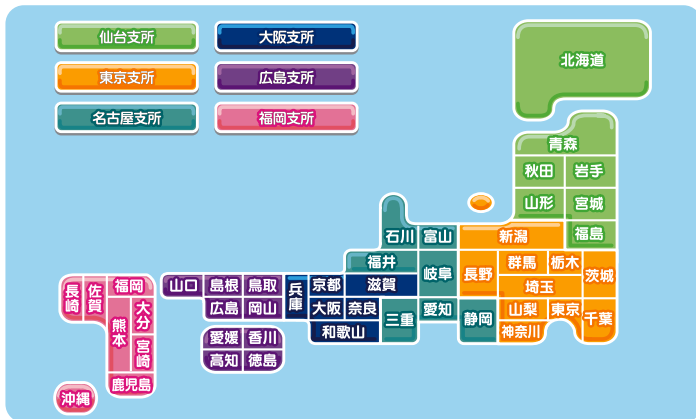 仙台支所
大阪支所
東京支所
広島支所
名古屋支所
福岡支所
北海道
青森
秋田
岩手
山形
宮城
福島
石川
富山
新潟
福井
岐阜
長野
群馬
栃木
茨城
埼玉
山梨
東京
千葉
神奈川
静岡
愛知
三重
滋賀
京都
兵庫
大阪
奈良
和歌山
山口
島根
鳥取
広島
岡山
愛媛
香川
高知
徳島
長崎
佐賀
福岡
熊本
大分
宮崎
鹿児島
沖縄